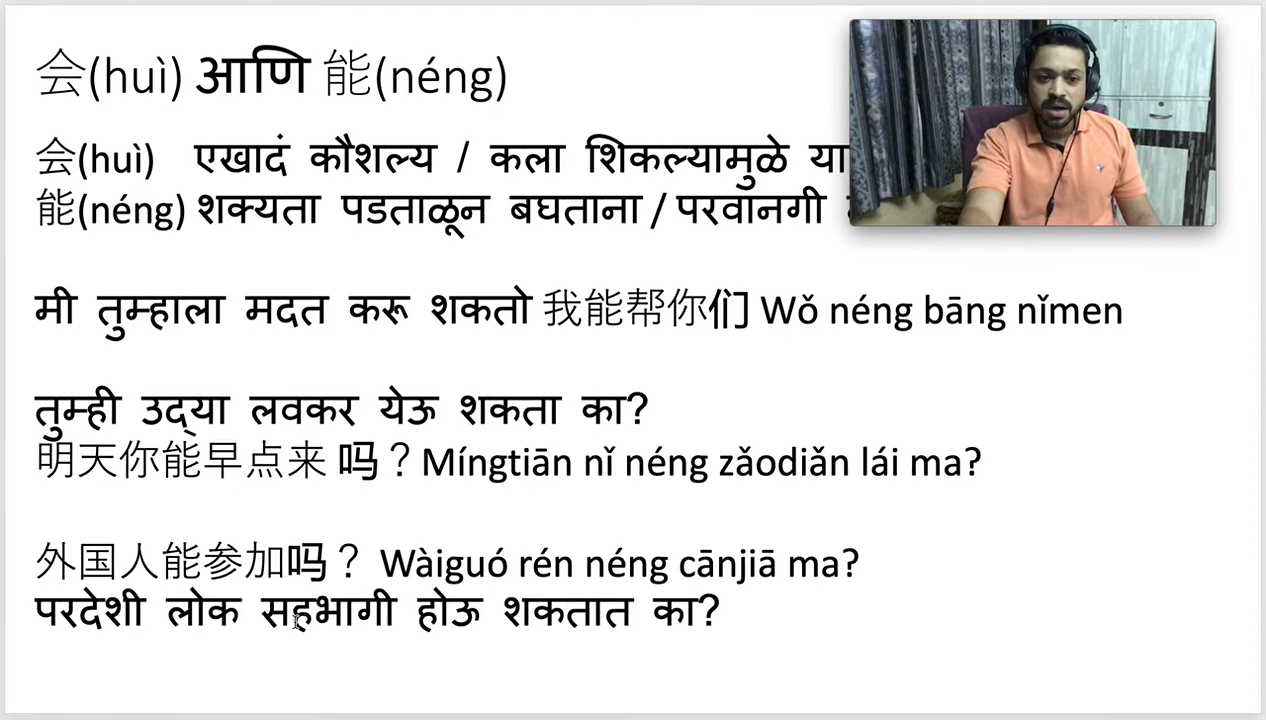 会(huì) आणि 能(néng)
会(huì) एखादं कौशल्य / कला शिकल्यामुळे
能(néng) शक्यता पडताळून बघताना / परवानगी
मी तुम्हाला मदत करू शकतो 我能帮你们 Wǒ néng bāng nǐmen
तुम्ही उद्‌या लवकर येऊ शकता का?
明天你能早点来 吗？Míngtiān nǐ néng zǎodiǎn lái ma?
外国人能参加吗？ Wàiguó rén néng cānjiā ma?
परदेशी लोक सहभागी होऊ शकतात का?